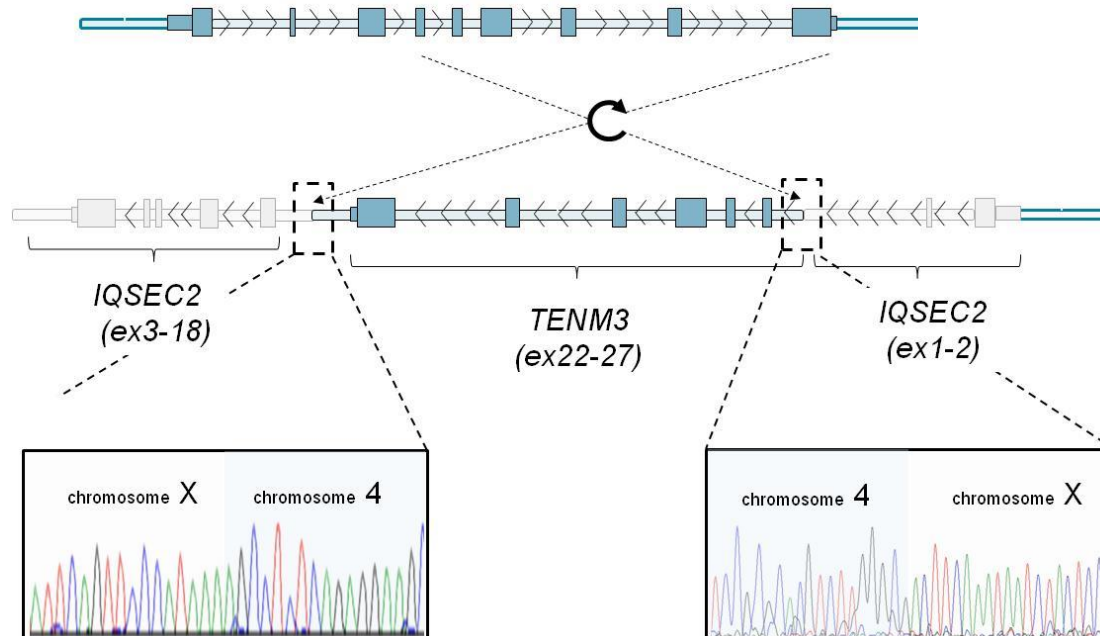 IQSEC2
(ex3-18)
TENM3
(ex22-27)
IQSEC2
(ex1-2)
chromosome X
chromosome 4
chromosome 4
chromosome X